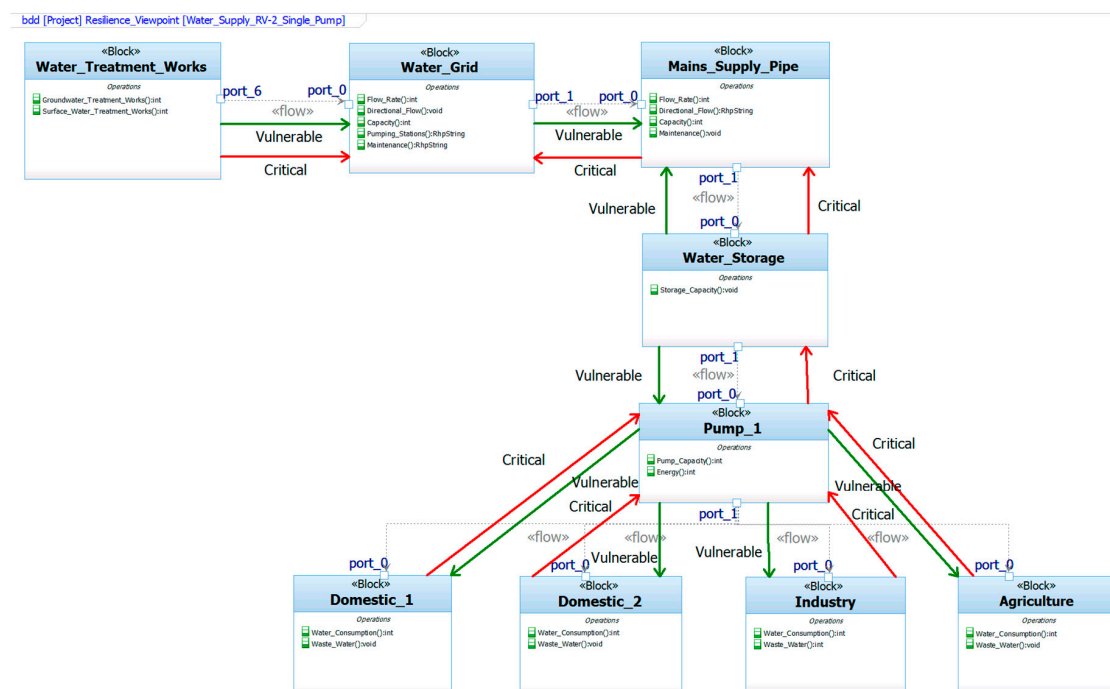 bdd [Project] Resilience_Viewpoint [Water_Supply_RV-2_Single_Pump]
«Block»
Water_Treatment_Works
Operations
Groundwater_Treatment_Works():int
Surface_Water_Treatment_Works():int
port_6
port_0
«flow»
Vulnerable
Critical
«Block»
Water_Grid
Operations
Flow_Rate():int
Directional_Flow():void
Capacity():int
Pumping_Stations():RhpString
Maintenance():RhpString
port_1
port_0
«flow»
Vulnerable
Critical
«Block»
Mains_Supply_Pipe
Operations
Flow_Rate():int
Directional_Flow():RhpString
Capacity():int
Maintenance():void
port_1
«flow»
Vulnerable
Critical
port_0
«Block»
Water_Storage
Operations
Storage_Capacity():void
port_1
«flow»
Vulnerable
Critical
port_0
«Block»
Pump_1
Operations
Pump_Capacity():int
Energy():int
port_1
Critical
Vulnerable
Critical
Vulnerable
Vulnerable
Critical
Vulnerable
Critical
«flow»
«flow»
«flow»
«flow»
port_0
port_0
port_0
port_0
«Block»
Domestic_1
Operations
Water_Consumption():int
Waste_Water():void
«Block»
Domestic_2
Operations
Water_Consumption():int
Waste_Water():void
«Block»
Industry
Operations
Water_Consumption():int
Waste_Water():int
«Block»
Agriculture
Operations
Water_Consumption():int
Waste_Water():void